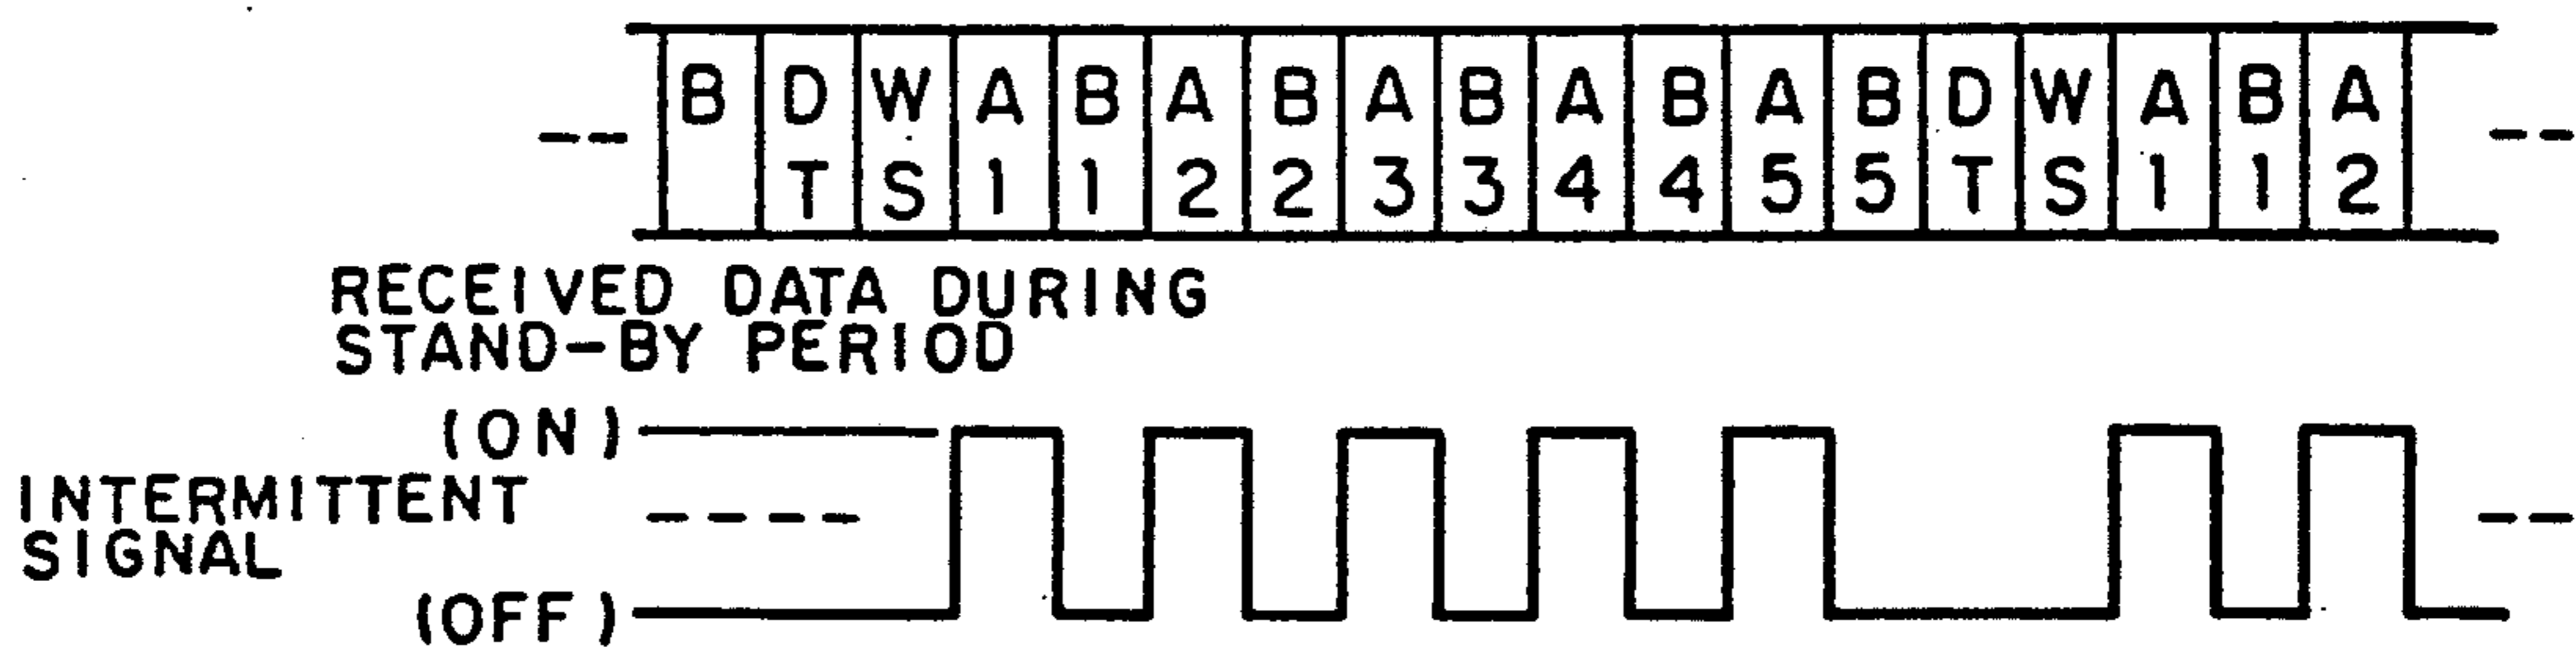 B D W A B A B A B A B A B D W A B A
T S 1 1 2 2 3 3 4 4 5 5 T S 1 1 2
RECEIVED DATA DURING
STAND-BY PERIOD
(ON)
INTERMITTENT
SIGNAL
(OFF)